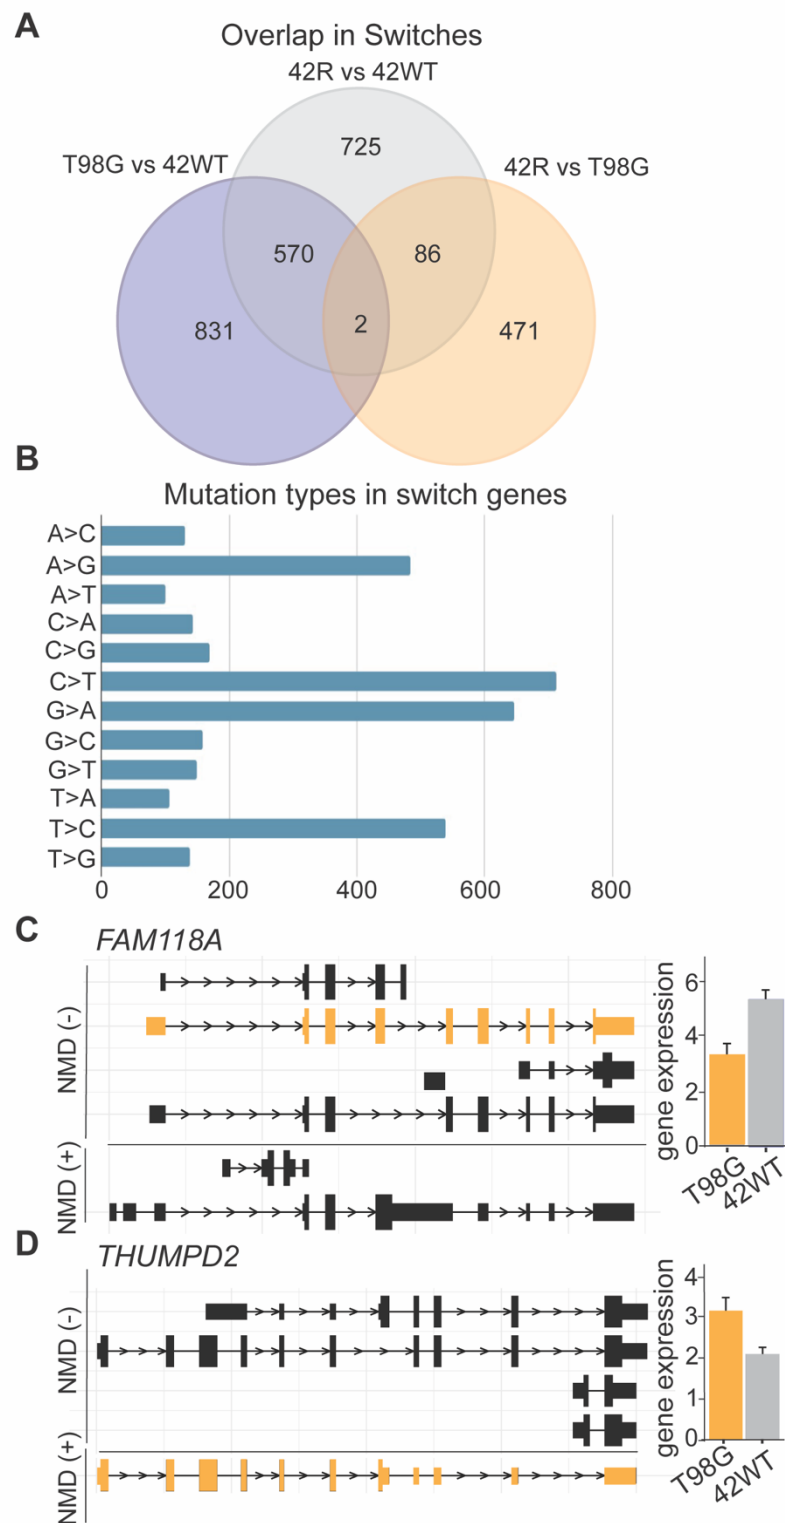 A
Overlap in Switches
42R vs 42WT
T98G vs 42WT
42R vs T98G
725
570
86
2
831
471
B
Mutation types in switch genes
A>C
A>G
A>T
C>A
C>G
C>T
G>A
G>C
G>T
T>A
T>C
T>G
0
200
400
600
800
C
FAM118A
NMD (-)
NMD (+)
gene expression
6
4
2
0
T98G
42WT
D
THUMPD2
NMD (-)
NMD (+)
gene expression
4
3
2
1
0
T98G
42WT